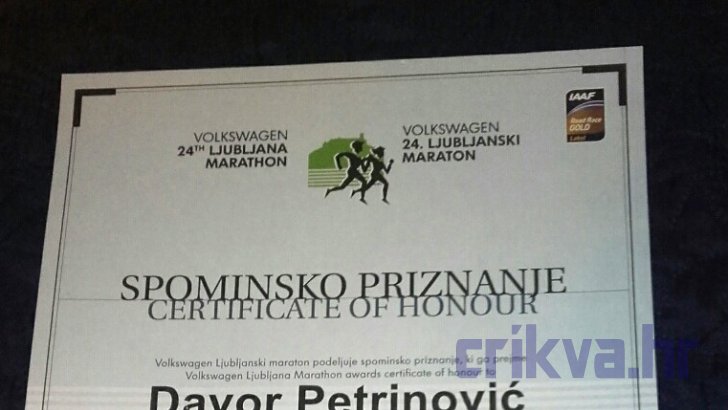 VOLKSWAGEN
24TH LJUBLJANA
MARATHON
VOLKSWAGEN
24. LJUBLJANSKI
MARATON
IAAF
Road Race
GOLD
Label
SPOMINSKO PRIZNANJE
CERTIFICATE OF HONOUR
Volkswagen Ljubljanski maraton podeljuje spominsko priznanje, ki ga prejme
Volkswagen Ljubljana Marathon awards certificate of honour to
Davor Petrinović
crikva.hr